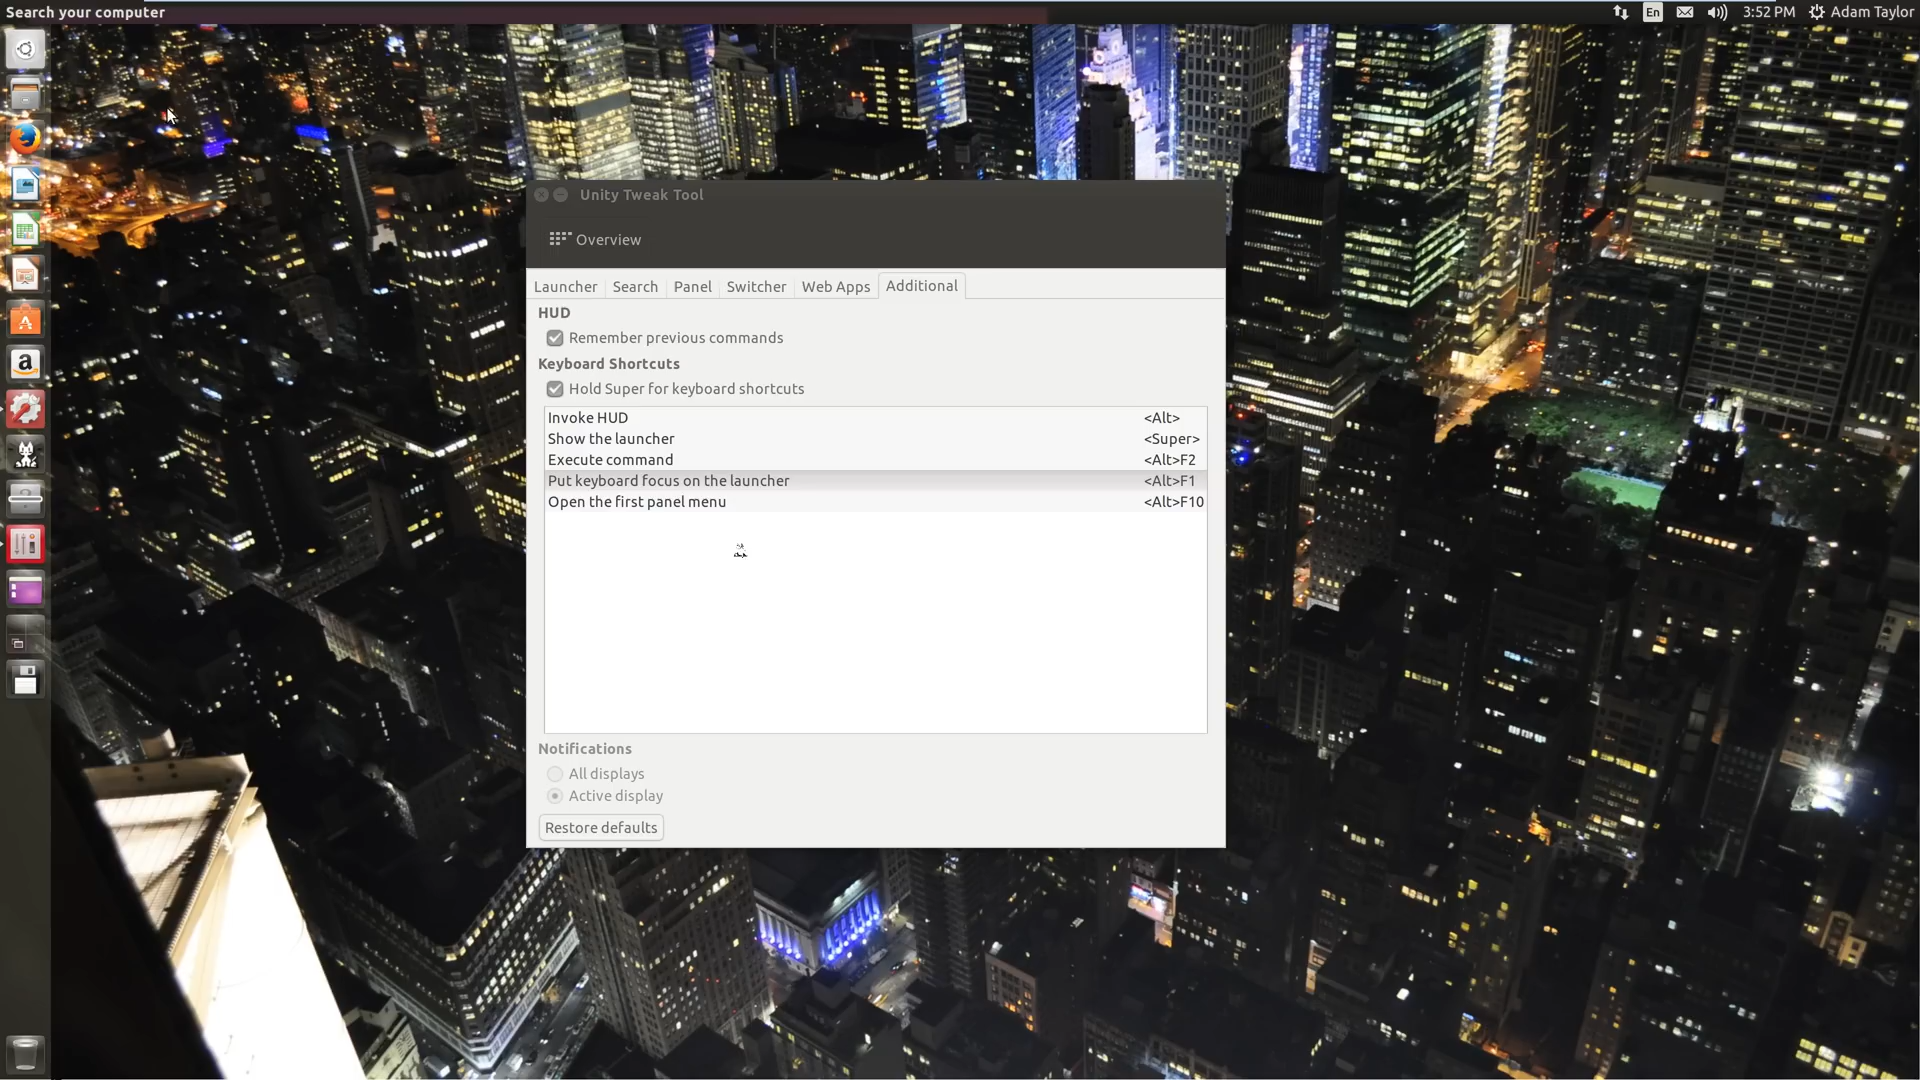 Search your computer
En
3:52 PM
Adam Taylor
Unity Tweak Tool
Overview
Launcher
Search
Panel
Switcher
Web Apps
Additional
HUD
Remember previous commands
Keyboard Shortcuts
Hold Super for keyboard shortcuts
Invoke HUD <Alt>
Show the launcher <Super>
Execute command <Alt>F2
Put keyboard focus on the launcher <Alt>F1
Open the first panel menu <Alt>F10
Notifications
All displays
Active display
Restore defaults